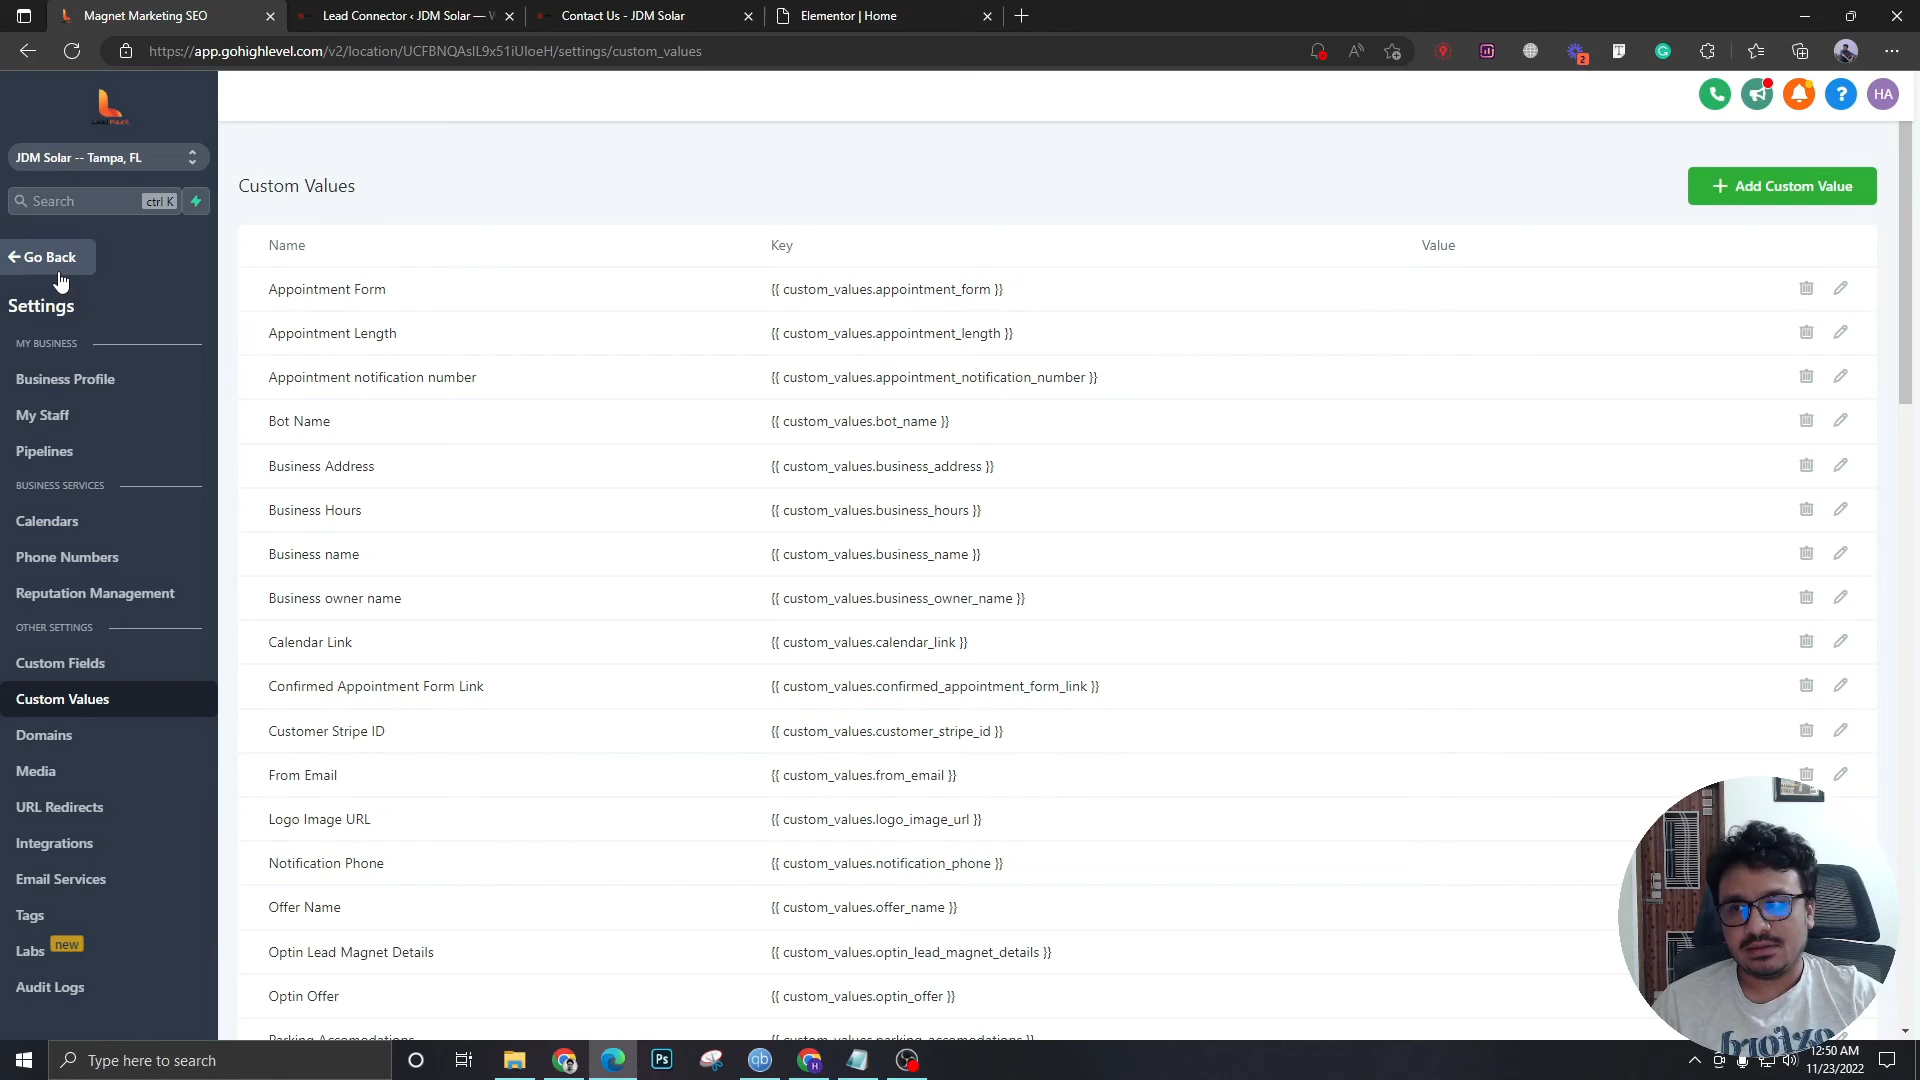 Magnet Marketing SEO
Lead Connector ‹ JDM Solar — 
Contact Us - JDM Solar
Elementor | Home
https://app.gohighlevel.com/v2/location/UCFBNQAsIL9x51iUloeH/settings/custom_values
2
HA
JDM Solar -- Tampa, FL
Search ctrl K
Go Back
Settings
MY BUSINESS
Business Profile
My Staff
Pipelines
BUSINESS SERVICES
Calendars
Phone Numbers
Reputation Management
OTHER SETTINGS
Custom Fields
Custom Values
Domains
Media
URL Redirects
Integrations
Email Services
Tags
Labs new
Audit Logs
Custom Values
+ Add Custom Value
Name Key Value
Appointment Form {{ custom_values.appointment_form }}
Appointment Length {{ custom_values.appointment_length }}
Appointment notification number {{ custom_values.appointment_notification_number }}
Bot Name {{ custom_values.bot_name }}
Business Address {{ custom_values.business_address }}
Business Hours {{ custom_values.business_hours }}
Business name {{ custom_values.business_name }}
Business owner name {{ custom_values.business_owner_name }}
Calendar Link {{ custom_values.calendar_link }}
Confirmed Appointment Form Link {{ custom_values.confirmed_appointment_form_link }}
Customer Stripe ID {{ custom_values.customer_stripe_id }}
From Email {{ custom_values.from_email }}
Logo Image URL {{ custom_values.logo_image_url }}
Notification Phone {{ custom_values.notification_phone }}
Offer Name {{ custom_values.offer_name }}
Optin Lead Magnet Details {{ custom_values.optin_lead_magnet_details }}
Optin Offer {{ custom_values.optin_offer }}
Parking Accomodations {{ custom_values.parking_accomodations }}
Type here to search
Ps
qb
12:50 AM
11/23/2022